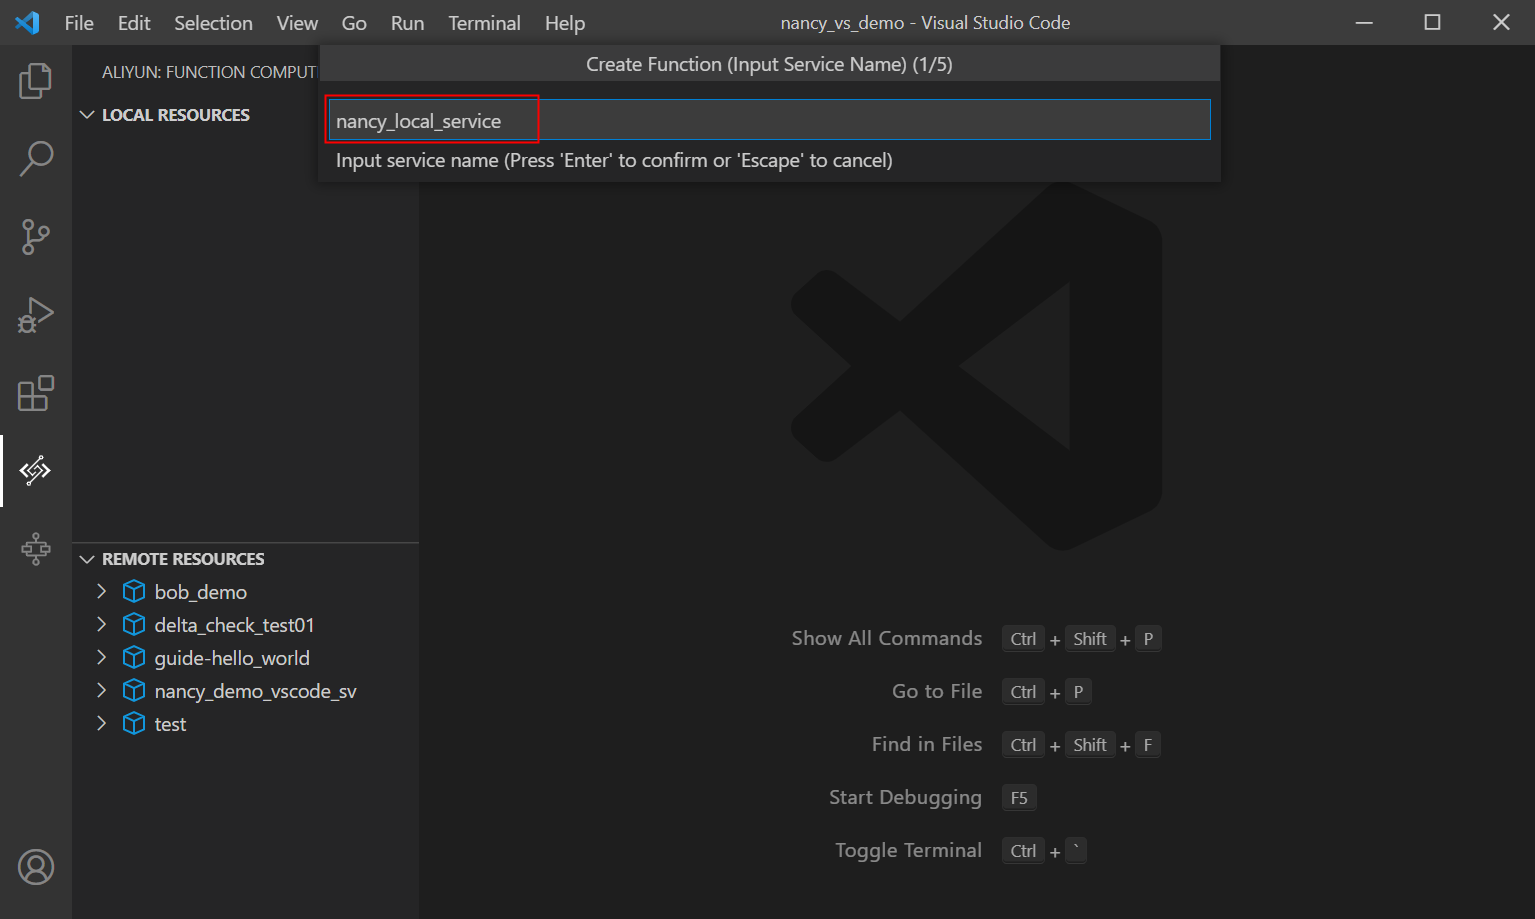 File Edit Selection View Go Run Terminal Help nancy_vs_demo - Visual Studio Code
Create Function (Input Service Name) (1/5)
nancy_local_service
Input service name (Press 'Enter' to confirm or 'Escape' to cancel)
ALIYUN: FUNCTION COMPUT
LOCAL RESOURCES
REMOTE RESOURCES
bob_demo
delta_check_test01
guide-hello_world
nancy_demo_vscode_sv
test
Show All Commands Ctrl + Shift + P
Go to File Ctrl + P
Find in Files Ctrl + Shift + F
Start Debugging F5
Toggle Terminal Ctrl + `